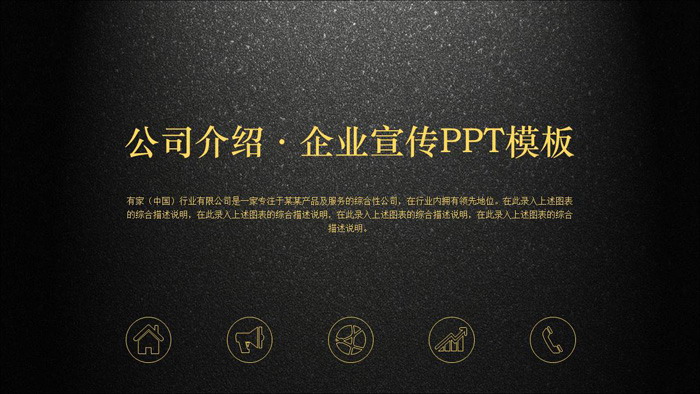 公司介绍·企业宣传PPT模板
有家（中国）行业有限公司是一家专注于某某产品及服务的综合性公司，在行业内拥有领先地位。在此录入上述图表
的综合描述说明，在此录入上述图表的综合描述说明，在此录入上述图表的综合描述说明，在此录入上述图表的综合
描述说明。